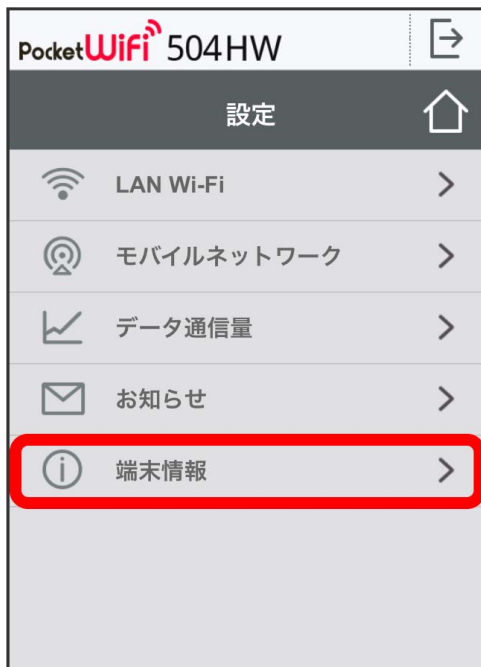 Pocket WiFi 504HW
設定
LAN Wi-Fi
モバイルネットワーク
データ通信量
お知らせ
端末情報